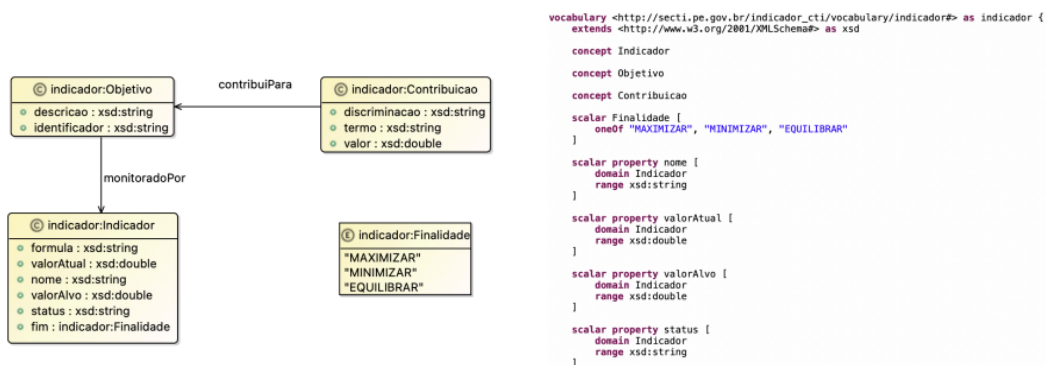 indicador:Objetivo
descricao : xsd:string
identificador : xsd:string
contribuiPara
indicador:Contribuicao
discriminacao : xsd:string
termo : xsd:string
valor : xsd:double
monitoradoPor
indicador:Indicador
formula : xsd:string
valorAtual : xsd:double
nome : xsd:string
valorAlvo : xsd:double
status : xsd:string
fim : indicador:Finalidade
indicador:Finalidade
"MAXIMIZAR"
"MINIMIZAR"
"EQUILIBRAR"
vocabulary <http://secti.pe.gov.br/indicador_cti/vocabulary/indicador#> as indicador {
extends <http://www.w3.org/2001/XMLSchema#> as xsd
concept Indicador
concept Objetivo
concept Contribuicao
scalar Finalidade [
oneOf "MAXIMIZAR", "MINIMIZAR", "EQUILIBRAR"
]
scalar property nome [
domain Indicador
range xsd:string
]
scalar property valorAtual [
domain Indicador
range xsd:double
]
scalar property valorAlvo [
domain Indicador
range xsd:double
]
scalar property status [
domain Indicador
range xsd:string
]